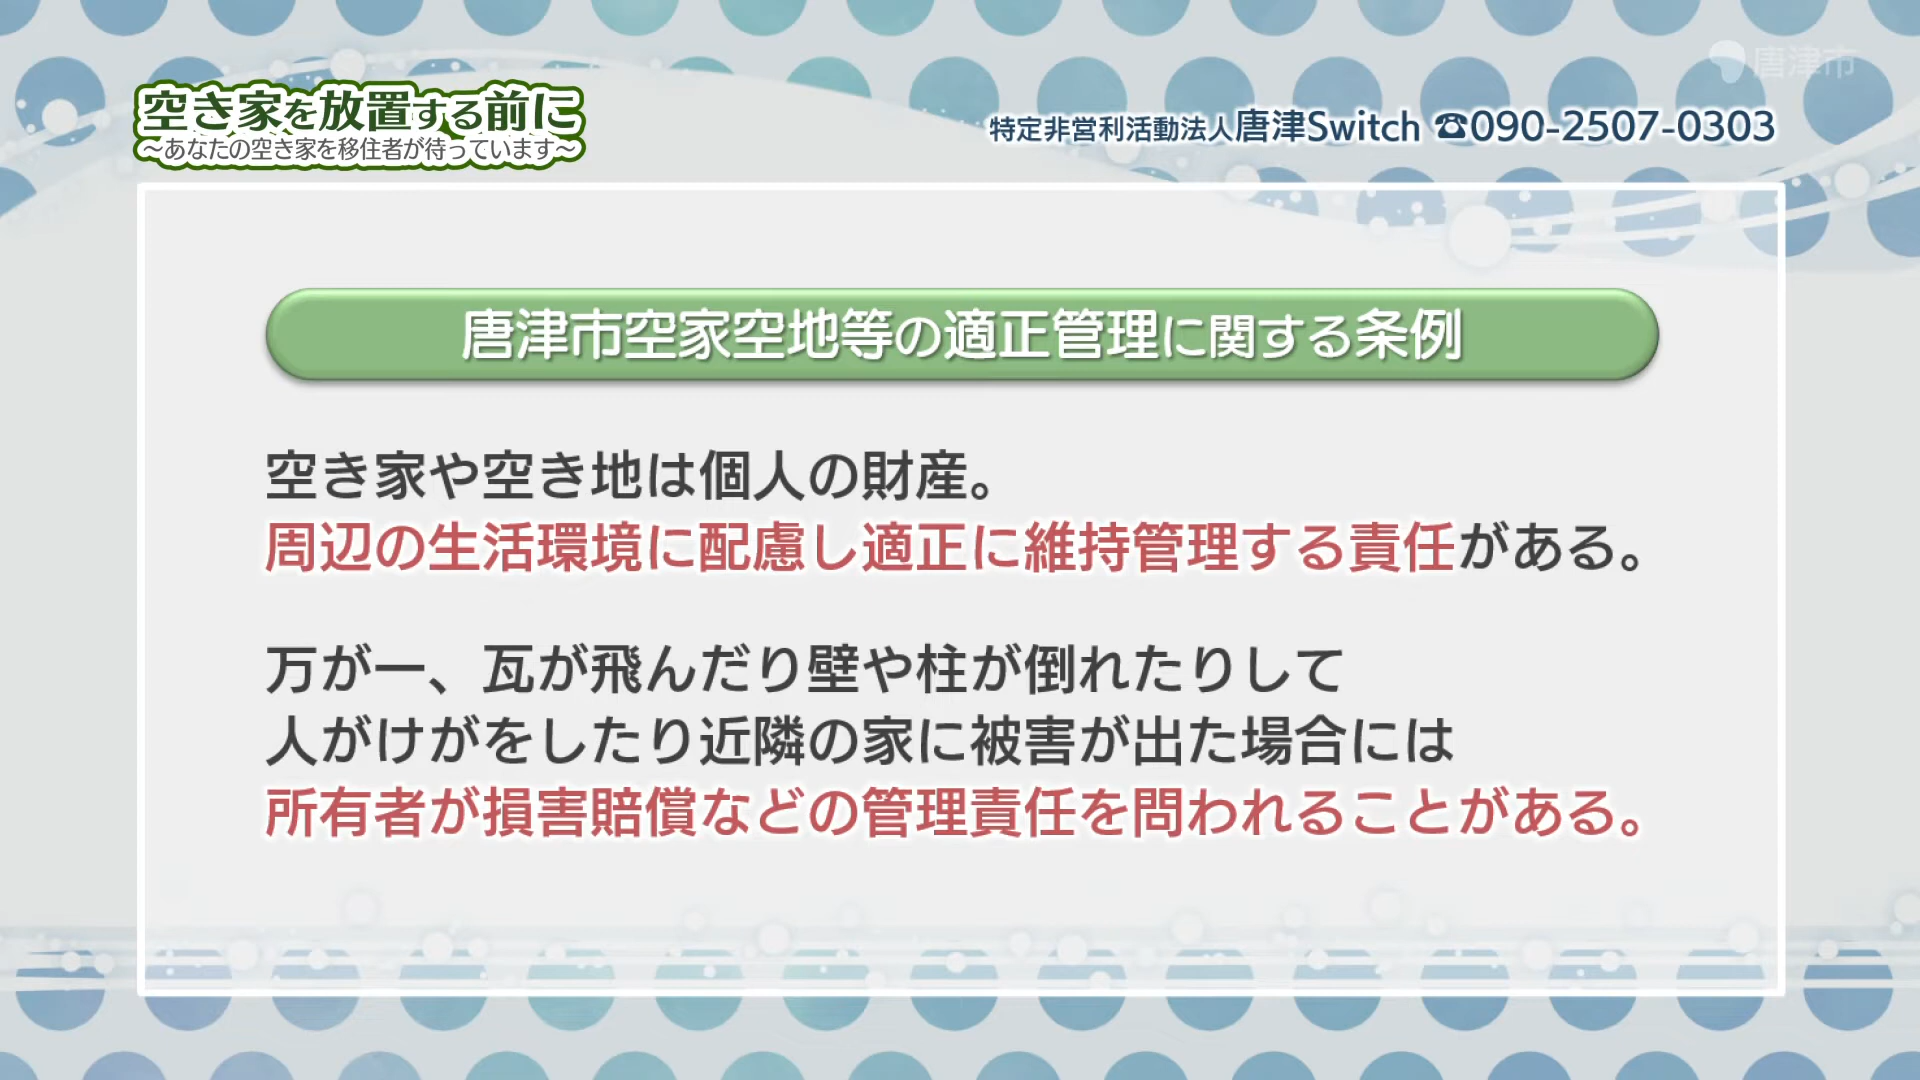 空き家を放置する前に
～あなたの空き家を移住者が待っています～
特定非営利活動法人唐津Switch ☎090-2507-0303
唐津市
唐津市空家空地等の適正管理に関する条例
空き家や空き地は個人の財産。
周辺の生活環境に配慮し適正に維持管理する責任がある。
万が一、瓦が飛んだり壁や柱が倒れたりして
人がけがをしたり近隣の家に被害が出た場合には
所有者が損害賠償などの管理責任を問われることがある。